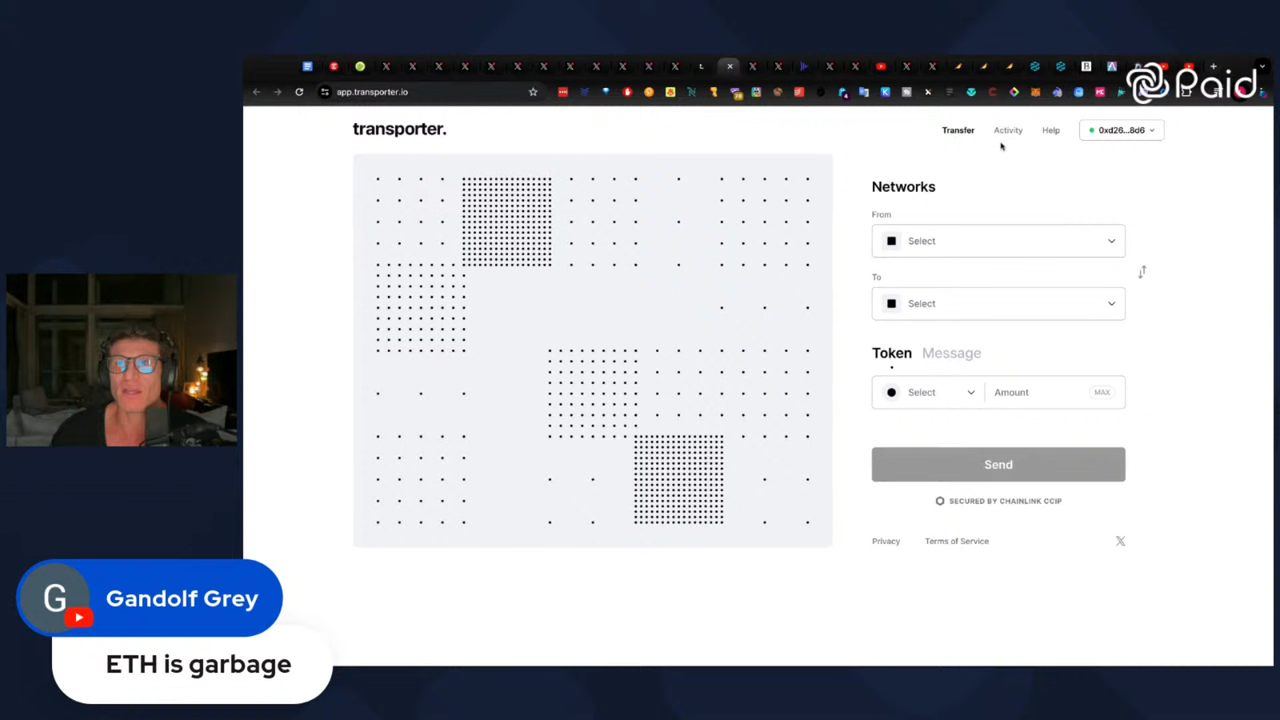 Paid
app.transporter.io
transporter.
Transfer
Activity
Help
0xd26...8d6
Networks
From
Select
To
Select
Token
Message
Select
Amount
MAX
Send
SECURED BY CHAINLINK CCIP
Privacy
Terms of Service
G
Gandolf Grey
ETH is garbage